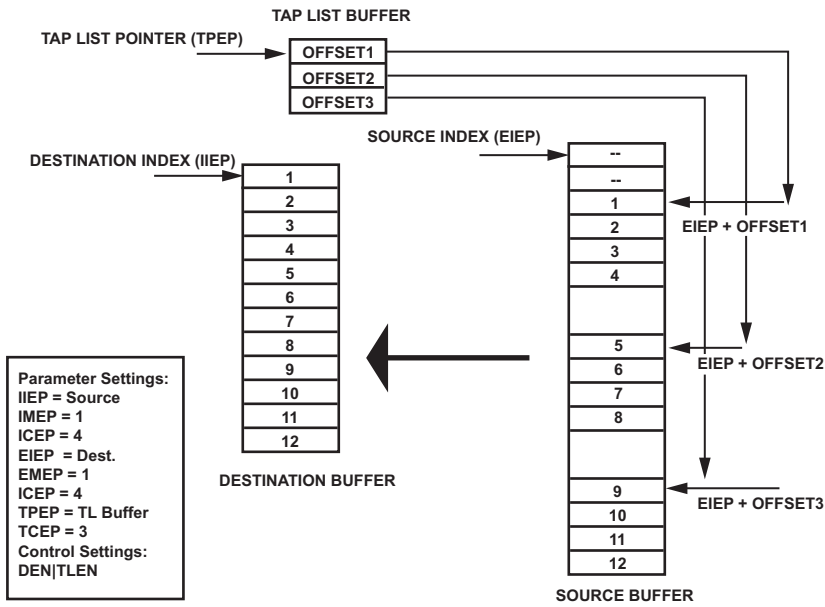 TAP LIST BUFFER
TAP LIST POINTER (TPEP)
OFFSET1
OFFSET2
OFFSET3
SOURCE INDEX (EIEP)
DESTINATION INDEX (IIEP)
1
2
3
4
5
6
7
8
9
10
11
12
DESTINATION BUFFER
--
--
1
2
3
4
5
6
7
8
9
10
11
12
SOURCE BUFFER
EIEP + OFFSET1
EIEP + OFFSET2
EIEP + OFFSET3
Parameter Settings:
IIEP = Source
IMEP = 1
ICEP = 4
EIEP = Dest.
EMEP = 1
ICEP = 4
TPEP = TL Buffer
TCEP = 3
Control Settings:
DEN|TLEN